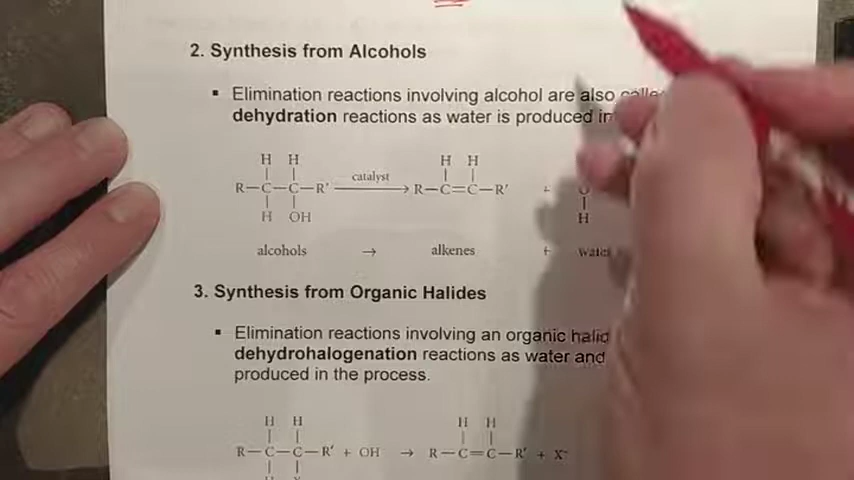 2. Synthesis from Alcohols
▪ Elimination reactions involving alcohol are also
dehydration reactions as water is produced
H H
R—C—C—R' catalyst → R—C=C—R' +
H OH
H H
O
H
alcohols → alkenes + water
3. Synthesis from Organic Halides
▪ Elimination reactions involving an organic
dehydrohalogenation reactions as water and
produced in the process.
H H
H H
R—C—C—R' + OH → R—C=C—R' + X⁻